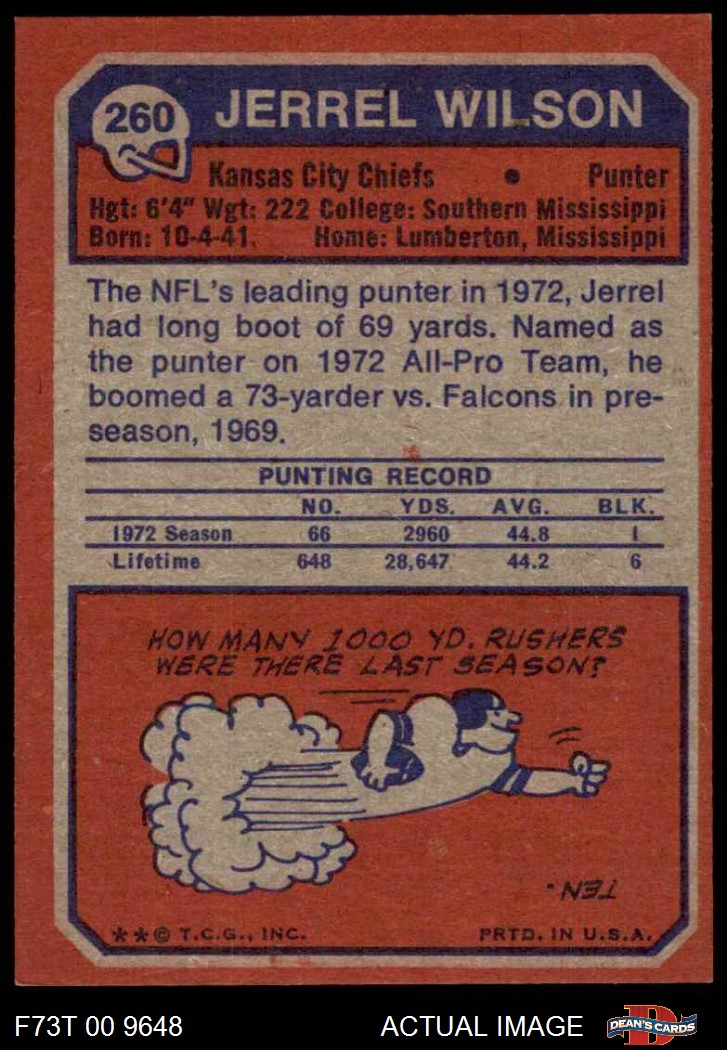 260
JERREL WILSON
Kansas City Chiefs • Punter
Hgt: 6'4" Wgt: 222 College: Southern Mississippi
Born: 10-4-41. Home: Lumberton, Mississippi
The NFL's leading punter in 1972, Jerrel
had long boot of 69 yards. Named as
the punter on 1972 All-Pro Team, he
boomed a 73-yarder vs. Falcons in pre-
season, 1969.
PUNTING RECORD
NO. YDS. AVG. BLK.
1972 Season 66 2960 44.8 1
Lifetime 648 28,647 44.2 6
HOW MANY 1000 YD. RUSHERS
WERE THERE LAST SEASON?
TEN.
**© T.C.G., INC. PRTD. IN U.S.A.
F73T 00 9648 ACTUAL IMAGE
D
DEAN'S CARDS